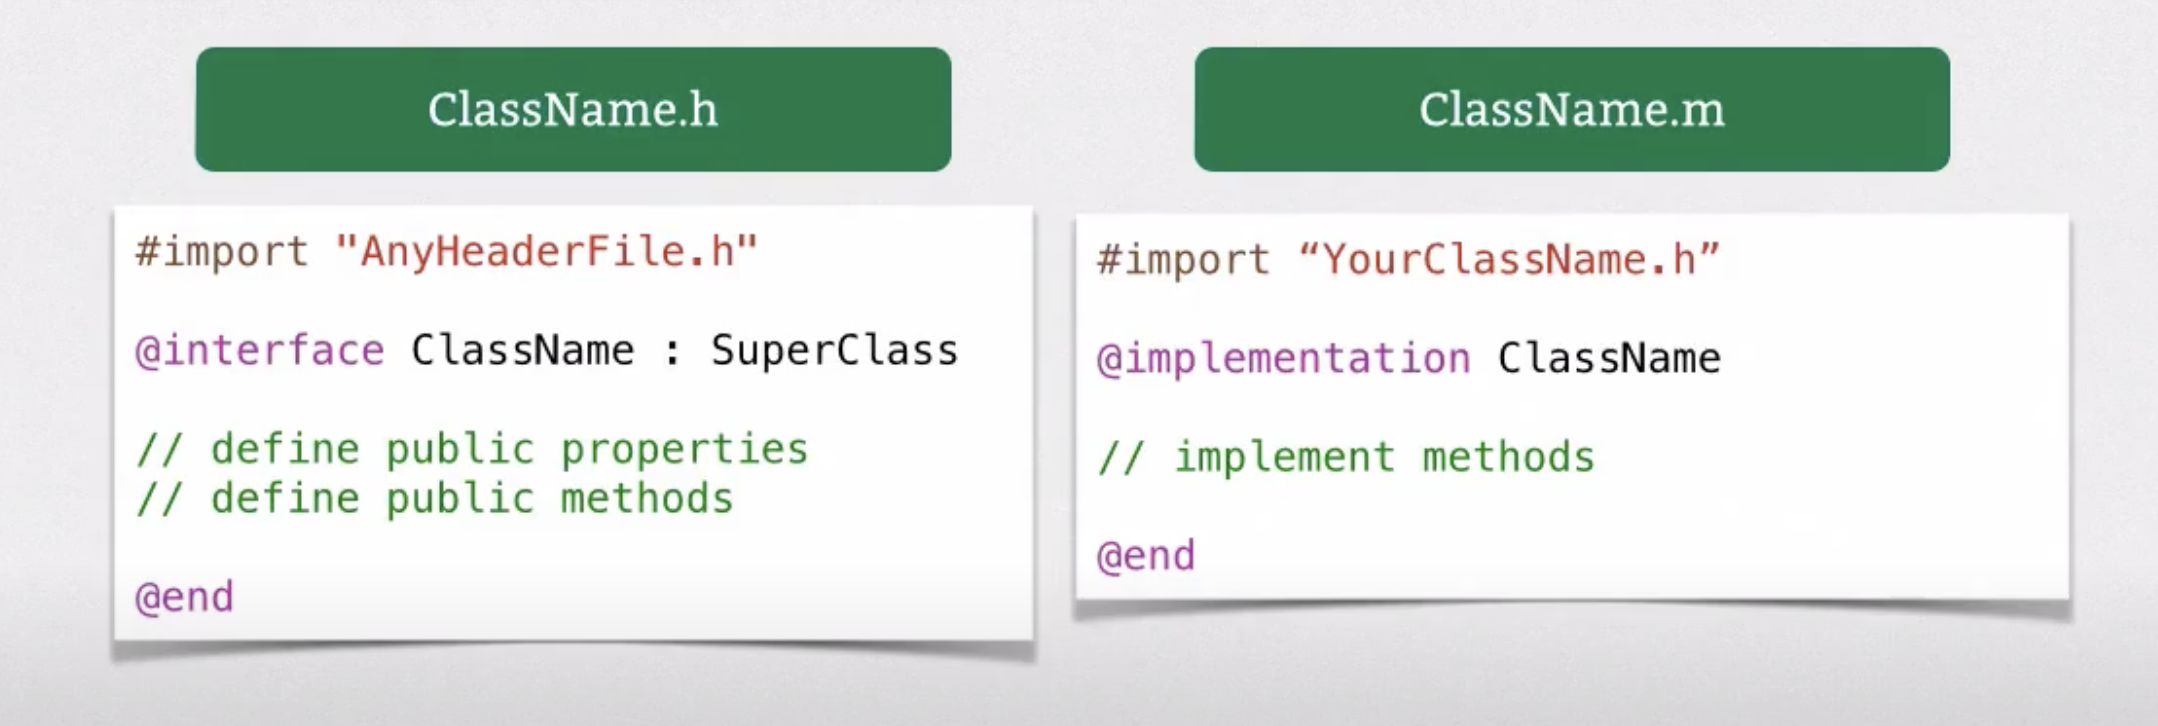 ClassName.h
#import "AnyHeaderFile.h"
@interface ClassName : SuperClass
// define public properties
// define public methods
@end
ClassName.m
#import “YourClassName.h”
@implementation ClassName
// implement methods
@end